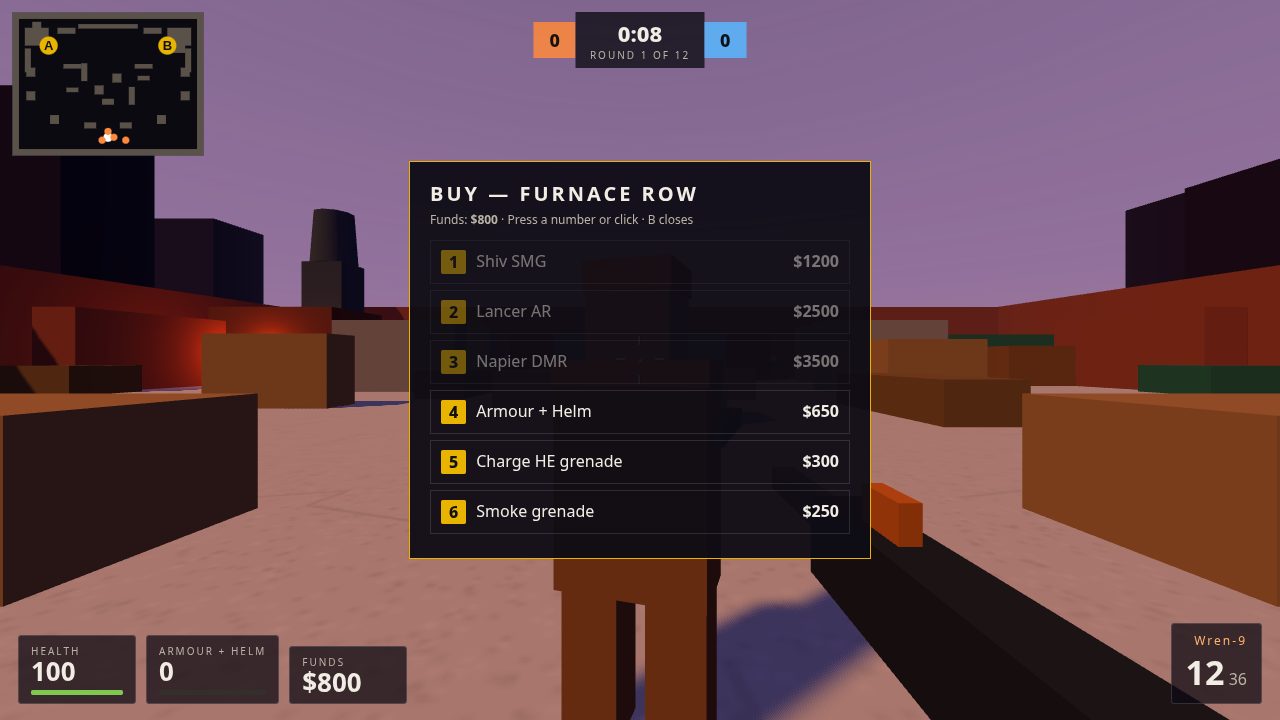 A
B
0
0:08
ROUND 1 OF 12
0
BUY — FURNACE ROW
Funds: $800 · Press a number or click · B closes
1 Shiv SMG $1200
2 Lancer AR $2500
3 Napier DMR $3500
4 Armour + Helm $650
5 Charge HE grenade $300
6 Smoke grenade $250
HEALTH
100
ARMOUR + HELM
0
FUNDS
$800
Wren-9
12 36